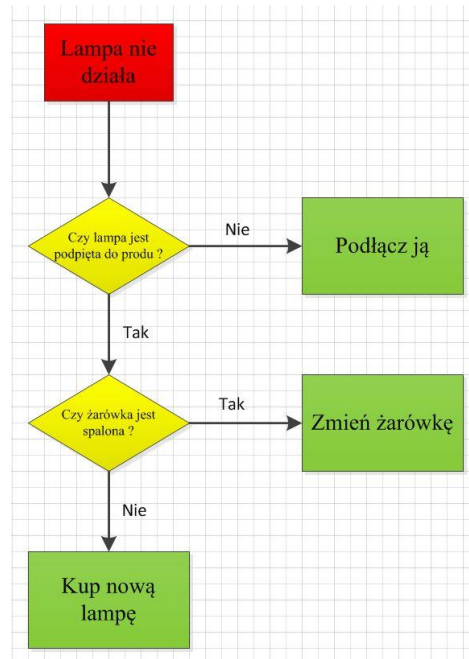 Lampa nie
działa
Czy lampa jest
podpięta do produ ?
Nie
Podłącz ją
Tak
Czy żarówka jest
spalona ?
Tak
Zmień żarówkę
Nie
Kup nową
lampę